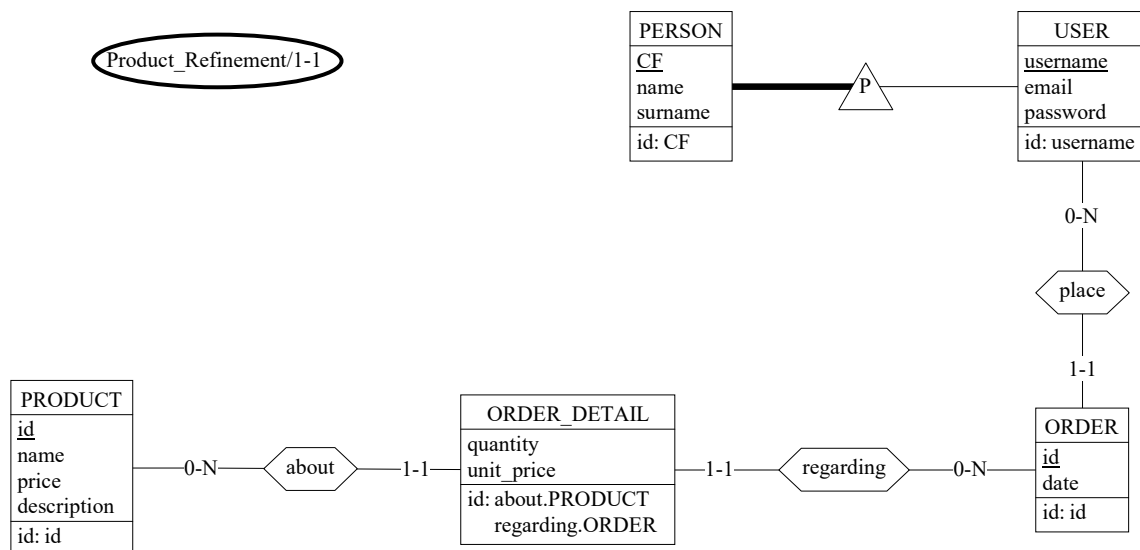 Product_Refinement/1-1
PERSON
CF
name
surname
id: CF
P
USER
username
email
password
id: username
0-N
place
1-1
PRODUCT
id
name
price
description
id: id
0-N
about
1-1
ORDER_DETAIL
quantity
unit_price
id: about.PRODUCT
regarding.ORDER
1-1
regarding
0-N
ORDER
id
date
id: id